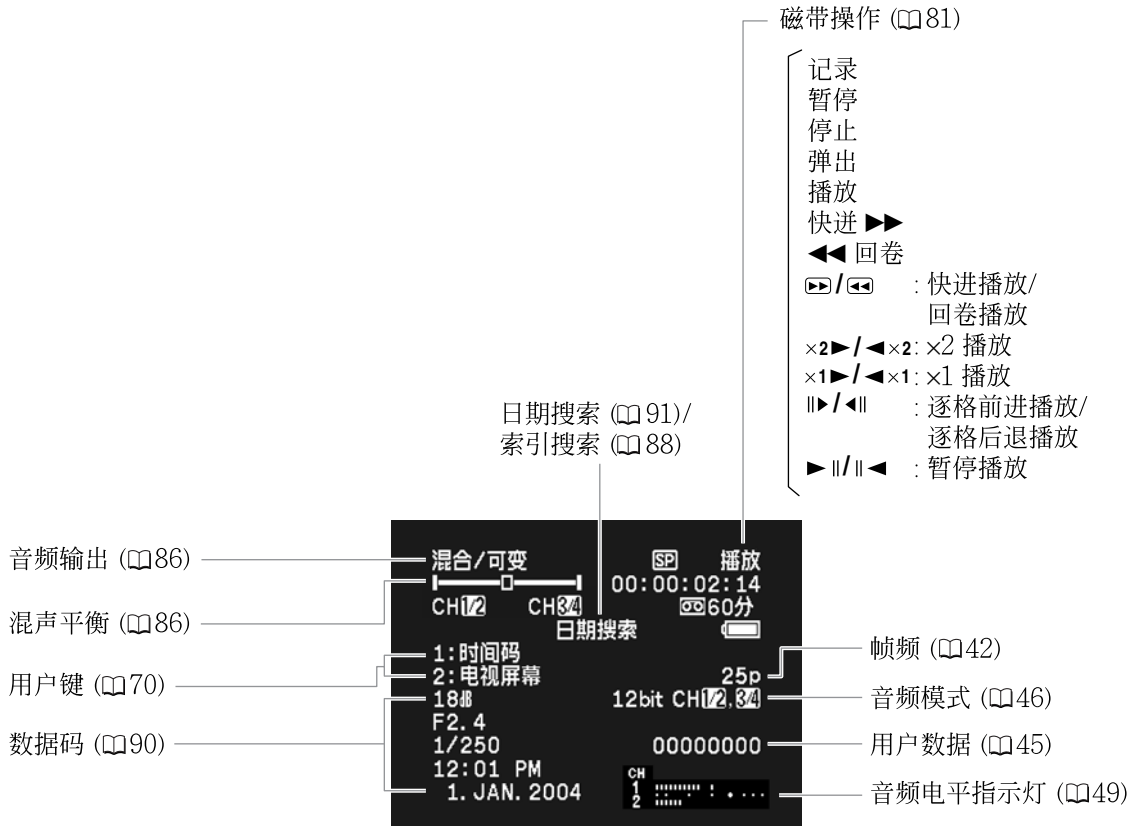 磁带操作 (81)
记录
暂停
停止
弹出
播放
快进 ▶▶
◀◀ 回卷
▶▶/◀◀ : 快进播放/
回卷播放
×2▶/◀×2: ×2 播放
×1▶/◀×1: ×1 播放
||▶/◀|| : 逐格前进播放/
逐格后退播放
▶||/||◀ : 暂停播放
日期搜索 (91)/
索引搜索 (88)
音频输出 (86)
混声平衡 (86)
用户键 (70)
数据码 (90)
混合/可变 SP 播放
00:00:02:14
CH1/2 CH3/4 60分
日期搜索
1:时间码
2:电视屏幕 25p
18dB 12bit CH1/2,3/4
F2.4
1/250 00000000
12:01 PM
1. JAN. 2004
CH
1
2
帧频 (42)
音频模式 (46)
用户数据 (45)
音频电平指示灯 (49)